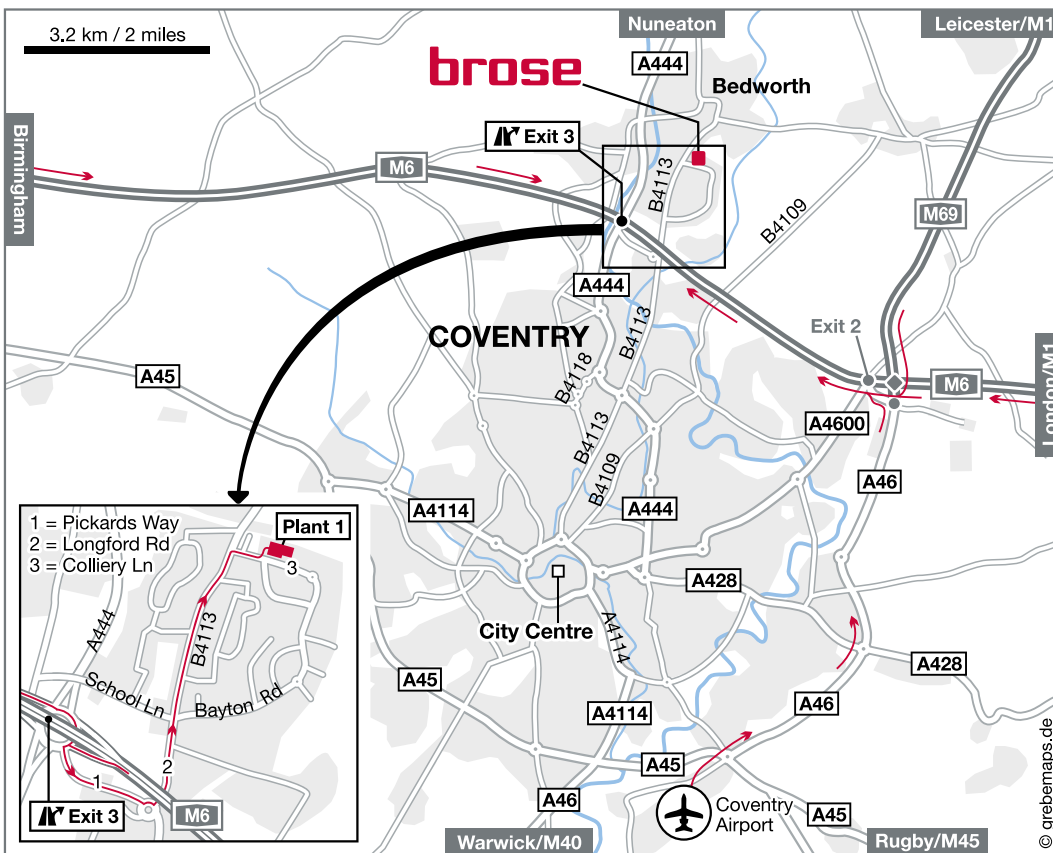 3.2 km / 2 miles
Nuneaton
Leicester/M1
A444
brose
Bedworth
Exit 3
Birmingham
M6
B4113
B4109
M69
A444
COVENTRY
B4113
Exit 2
A45
B4118
M6
London/M1
A4600
B4113
B4109
A46
A4114
A444
1 = Pickards Way
2 = Longford Rd
3 = Colliery Ln
Plant 1
3
A444
B4113
School Ln
Bayton Rd
1
2
Exit 3
M6
A428
City Centre
A4114
A45
A428
A4114
A46
A45
A46
Coventry
Airport
A45
Warwick/M40
Rugby/M45
© grebemaps.de